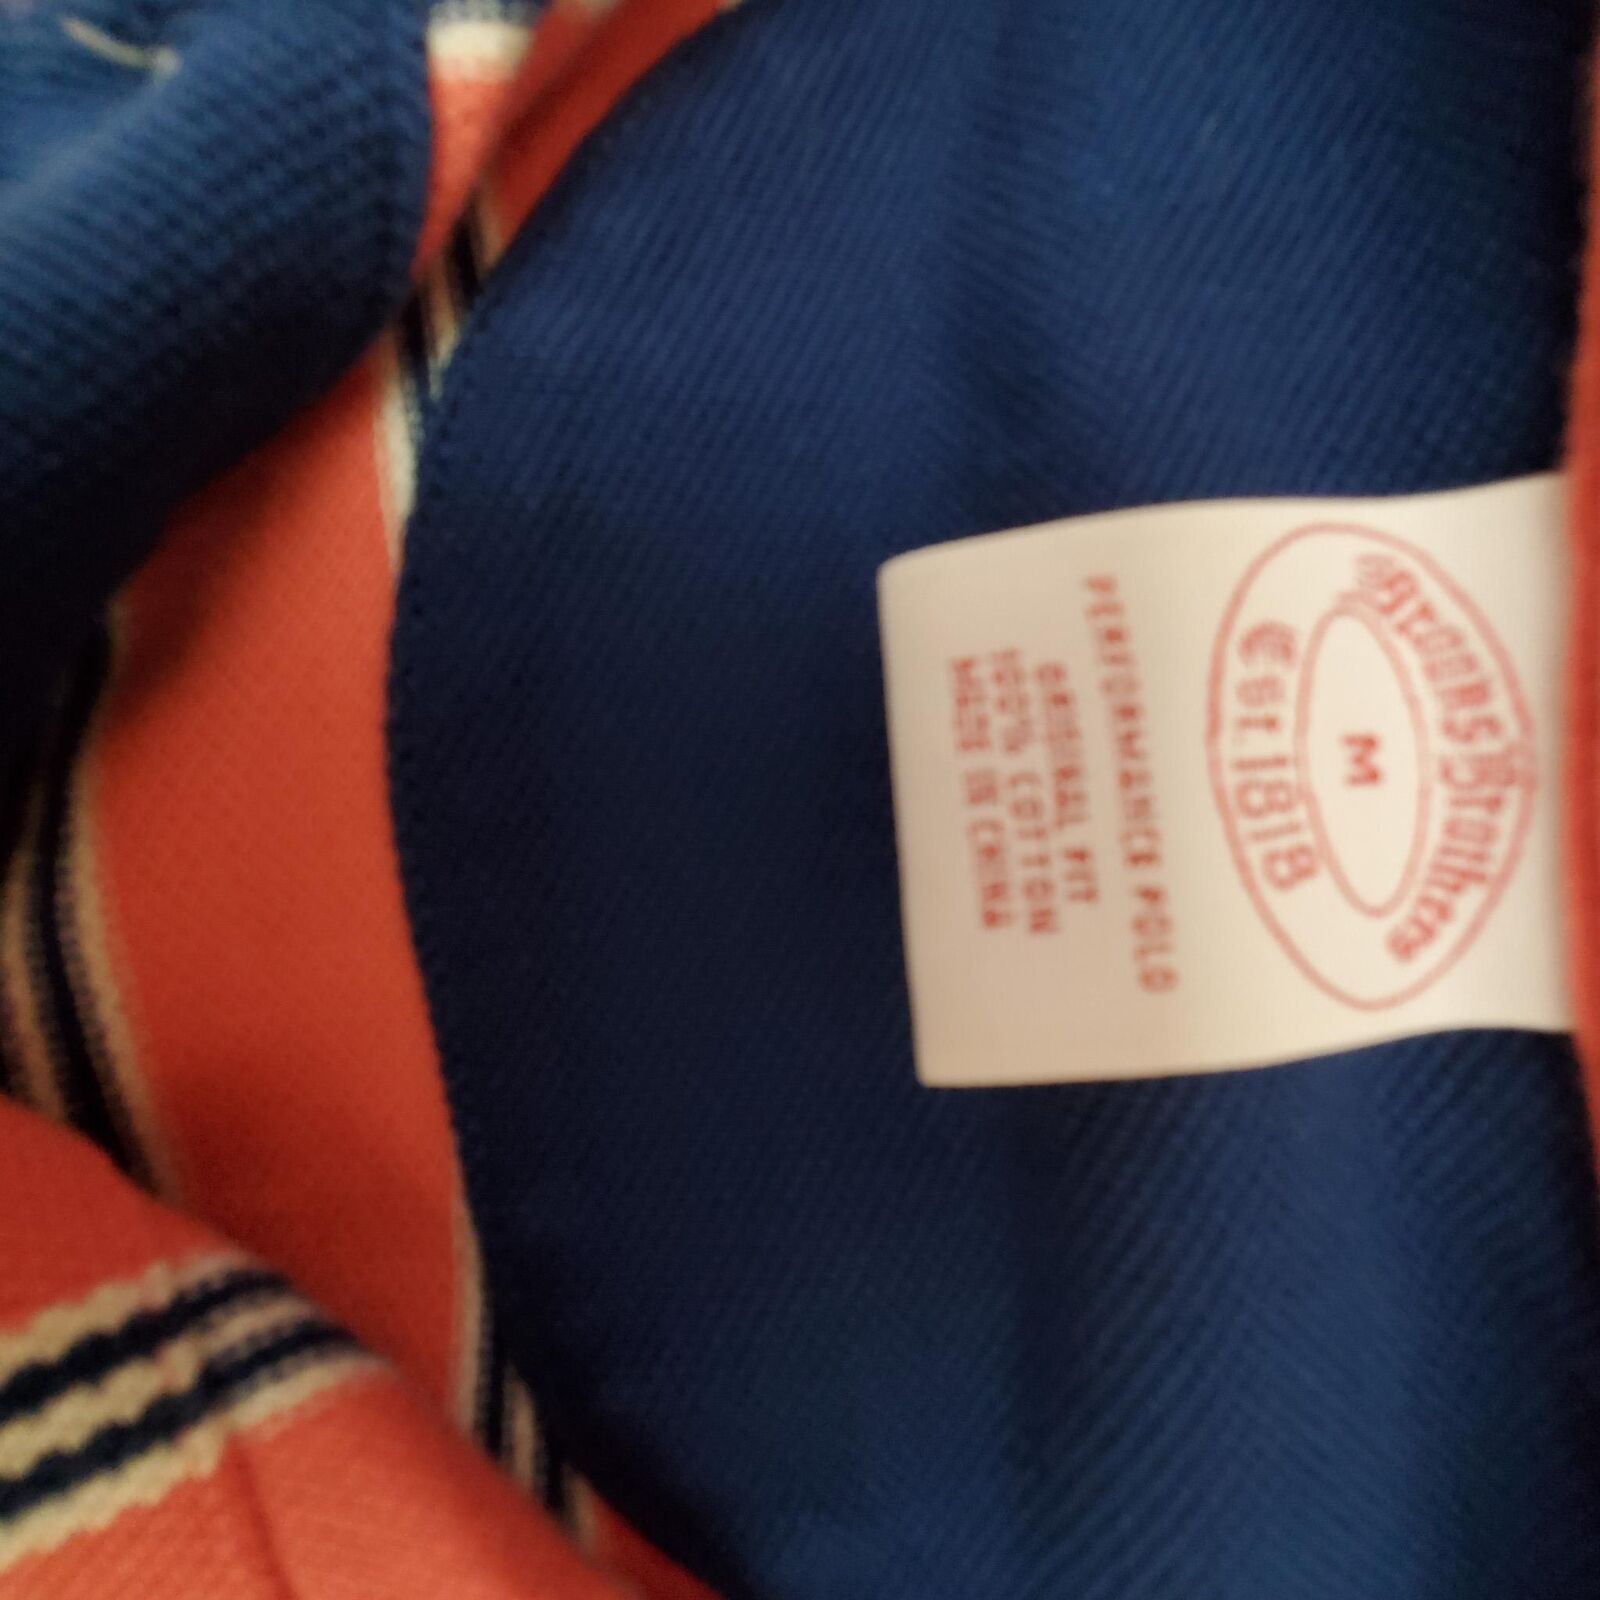 Brooks Brothers
M
Est 1818
PERFORMANCE POLO
ORIGINAL FIT
100% COTTON
MADE IN CHINA